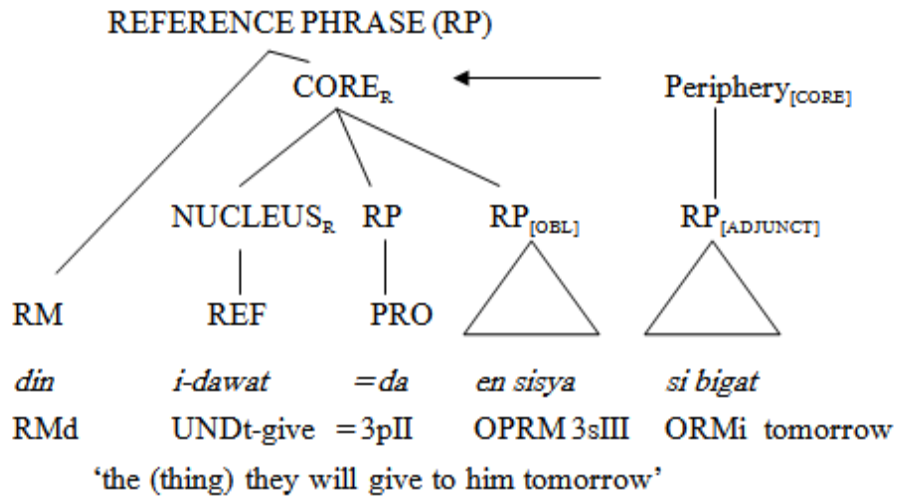 REFERENCE PHRASE (RP)
CORER Periphery[CORE]
NUCLEUSR RP RP[OBL] RP[ADJUNCT]
RM REF PRO
din i-dawat =da en sisya si bigat
RMd UNDt-give =3pII OPRM 3sIII ORMi tomorrow
‘the (thing) they will give to him tomorrow’